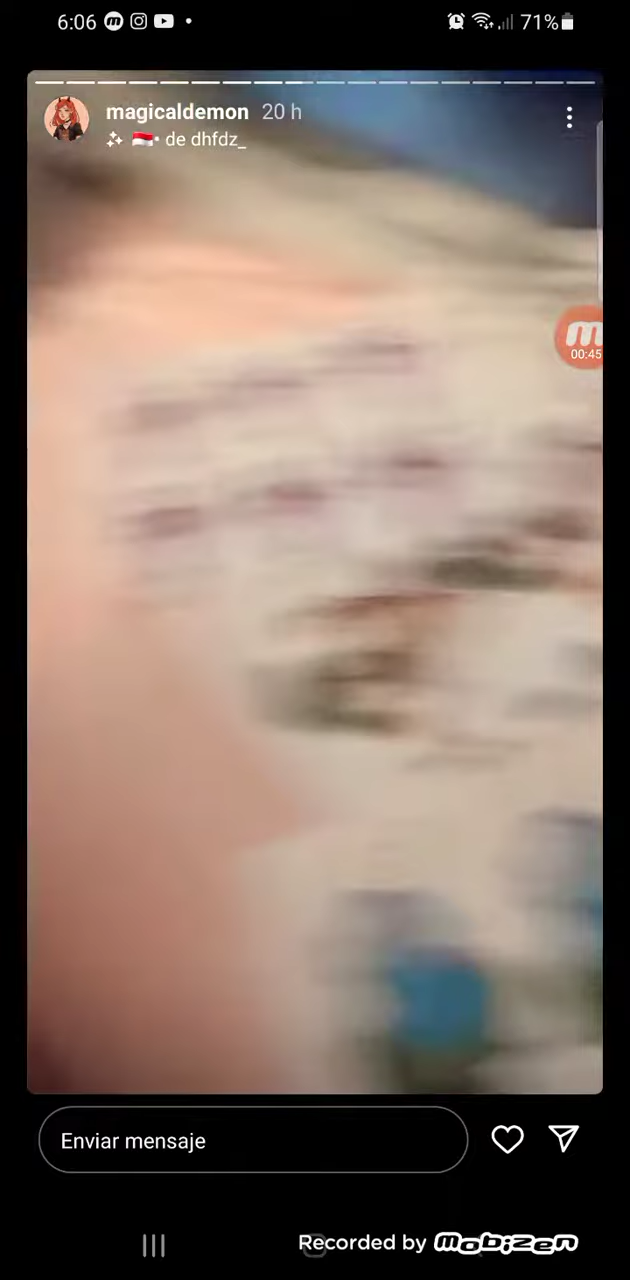 6:06 71%
magicaldemon 20 h
de dhfdz_
00:45
Enviar mensaje
Recorded by Mobizen